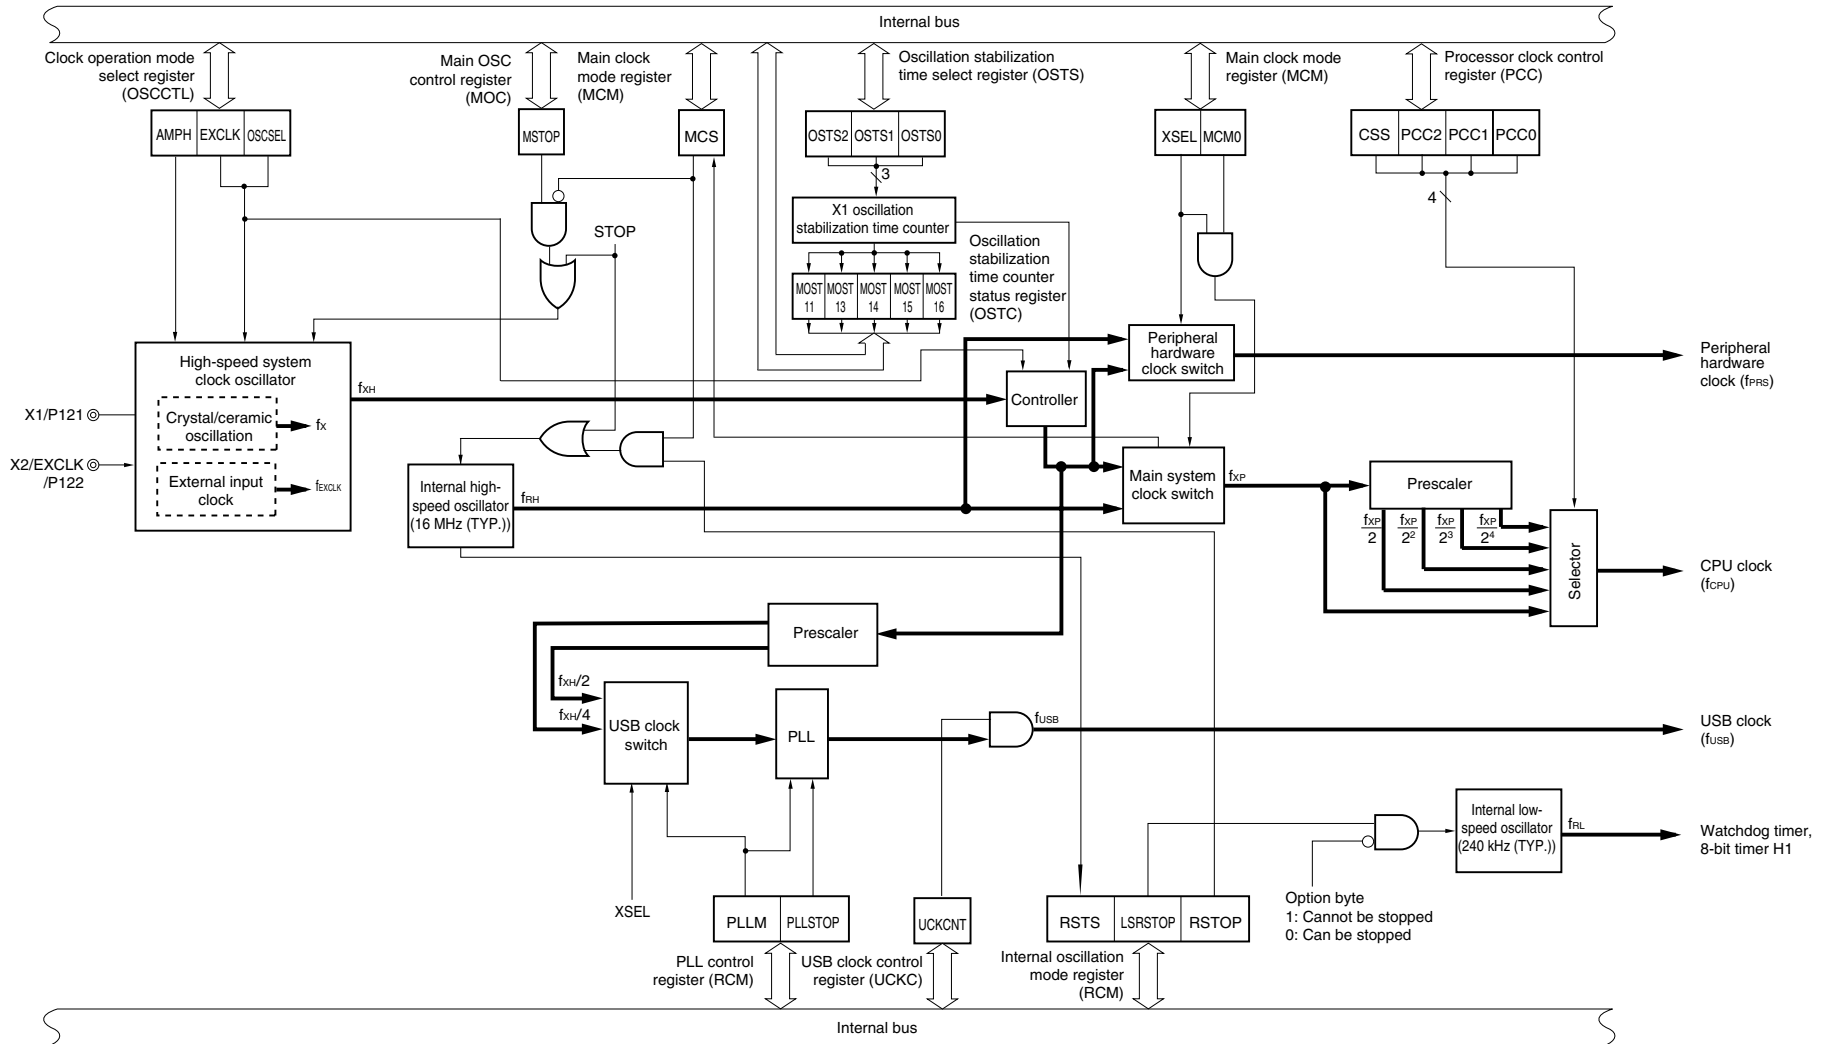 Internal bus
Clock operation mode
select register
(OSCCTL)
Main OSC
control register
(MOC)
Main clock
mode register
(MCM)
Oscillation stabilization
time select register (OSTS)
Main clock mode
register (MCM)
Processor clock control
register (PCC)
AMPH EXCLK OSCSEL
MSTOP
MCS
OSTS2 OSTS1 OSTS0
XSEL MCM0
CSS PCC2 PCC1 PCC0
3
4
X1 oscillation
stabilization time counter
STOP
Oscillation
stabilization
time counter
status register
(OSTC)
MOST MOST MOST MOST MOST
11 13 14 15 16
High-speed system
clock oscillator
Crystal/ceramic
oscillation
fX
External input
clock
fEXCLK
X1/P121
X2/EXCLK
/P122
fXH
Controller
Peripheral
hardware
clock switch
Peripheral
hardware
clock (fPRS)
Internal high-
speed oscillator
(16 MHz (TYP.))
fRH
Main system
clock switch
fXP
Prescaler
fXP fXP fXP fXP
2 2² 2³ 2⁴
Selector
CPU clock
(fCPU)
Prescaler
fXH/2
fXH/4
USB clock
switch
PLL
fUSB
USB clock
(fUSB)
Internal low-
speed oscillator
(240 kHz (TYP.))
fRL
Watchdog timer,
8-bit timer H1
Option byte
1: Cannot be stopped
0: Can be stopped
XSEL
PLLM PLLSTOP
UCKCNT
RSTS LSRSTOP RSTOP
PLL control
register (RCM)
USB clock control
register (UCKC)
Internal oscillation
mode register
(RCM)
Internal bus